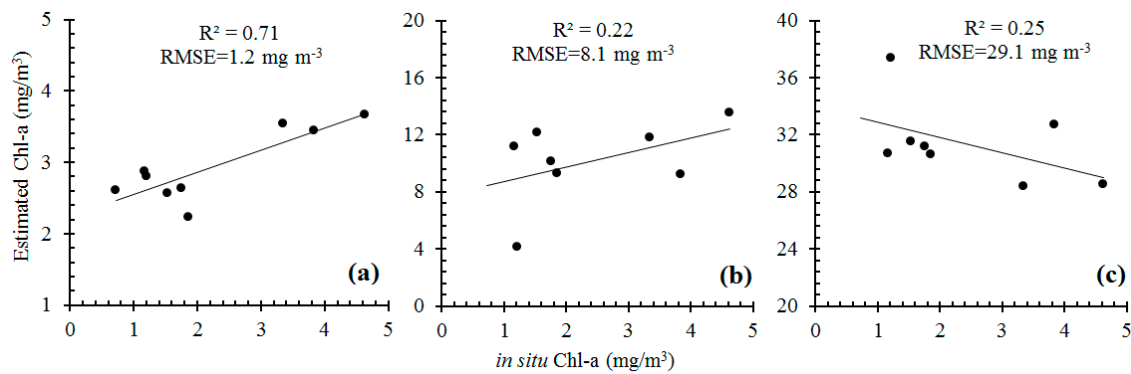 Estimated Chl-a (mg/m³)
5
4
3
2
1
0 1 2 3 4 5
R² = 0.71
RMSE=1.2 mg m⁻³
(a)
20
16
12
8
4
0
0 1 2 3 4 5
R² = 0.22
RMSE=8.1 mg m⁻³
(b)
40
36
32
28
24
20
0 1 2 3 4 5
R² = 0.25
RMSE=29.1 mg m⁻³
(c)
in situ Chl-a (mg/m³)